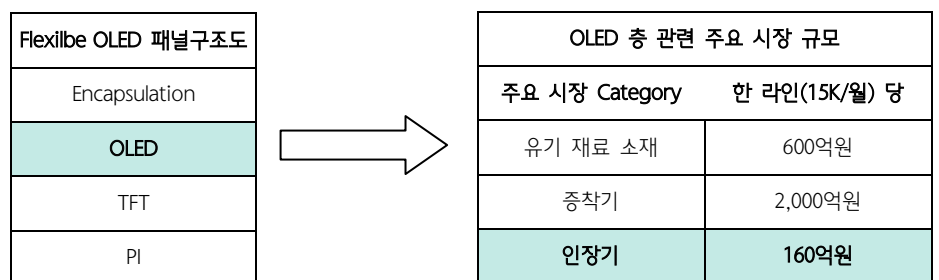 Flexilbe OLED 패널구조도
Encapsulation
OLED
TFT
PI
OLED 층 관련 주요 시장 규모
주요 시장 Category 한 라인(15K/월) 당
유기 재료 소재 600억원
증착기 2,000억원
인장기 160억원